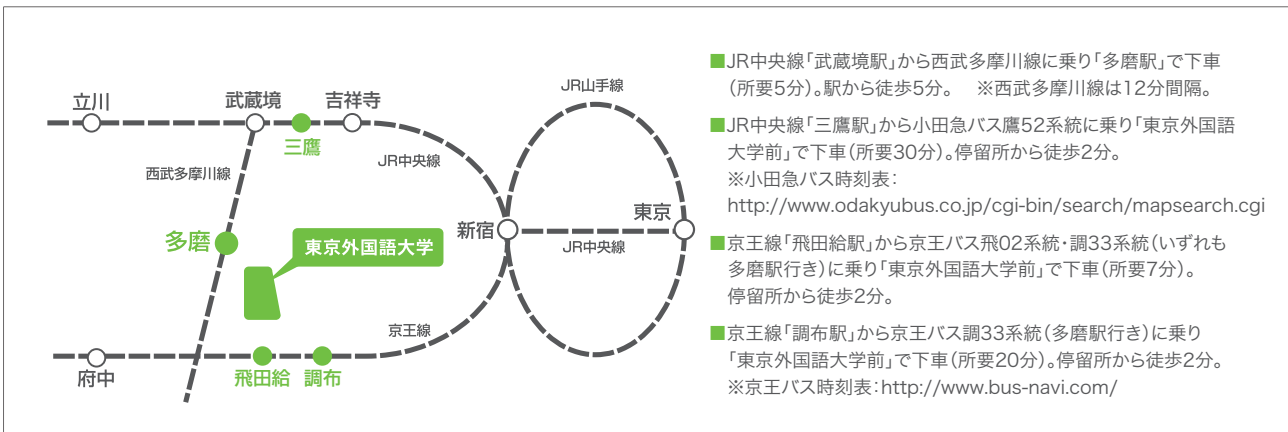 JR山手線
立川
武蔵境
吉祥寺
三鷹
JR中央線
西武多摩川線
新宿
東京
JR中央線
多磨
東京外国語大学
京王線
府中
飛田給
調布
■JR中央線「武蔵境駅」から西武多摩川線に乗り「多磨駅」で下車
（所要5分）。駅から徒歩5分。　※西武多摩川線は12分間隔。
■JR中央線「三鷹駅」から小田急バス鷹52系統に乗り「東京外国語
大学前」で下車（所要30分）。停留所から徒歩2分。
※小田急バス時刻表：
http://www.odakyubus.co.jp/cgi-bin/search/mapsearch.cgi
■京王線「飛田給駅」から京王バス飛02系統・調33系統（いずれも
多磨駅行き）に乗り「東京外国語大学前」で下車（所要7分）。
停留所から徒歩2分。
■京王線「調布駅」から京王バス調33系統（多磨駅行き）に乗り
「東京外国語大学前」で下車（所要20分）。停留所から徒歩2分。
※京王バス時刻表：http://www.bus-navi.com/